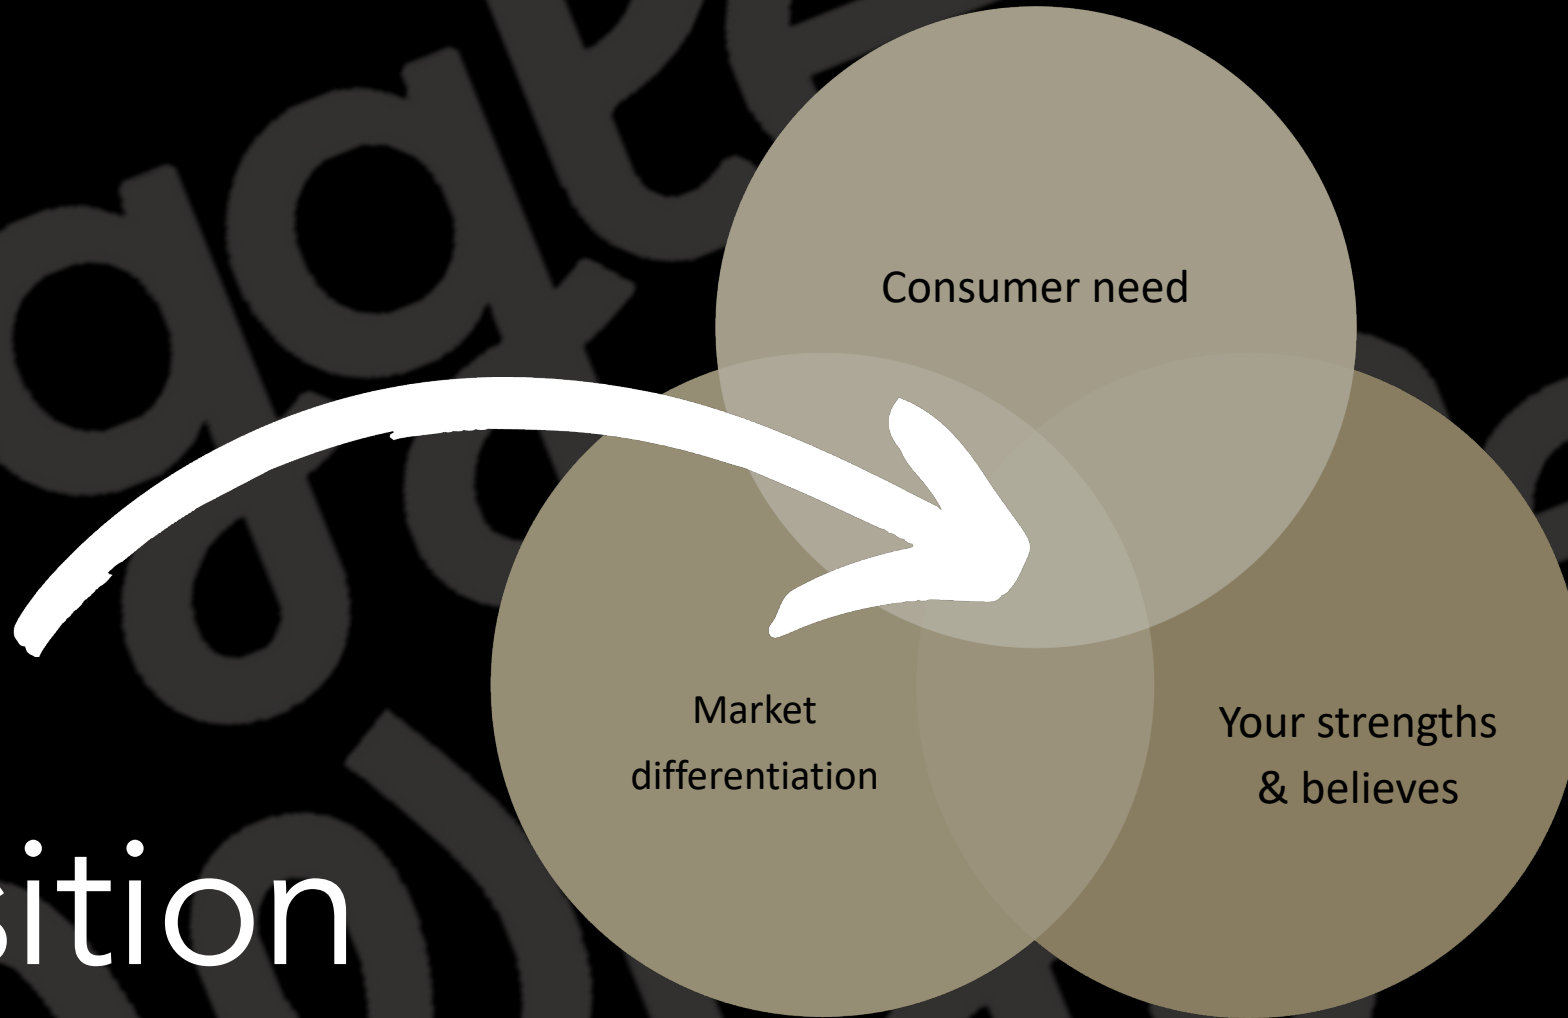 Consumer need
Market
differentiation
Your strengths
& believes
sition